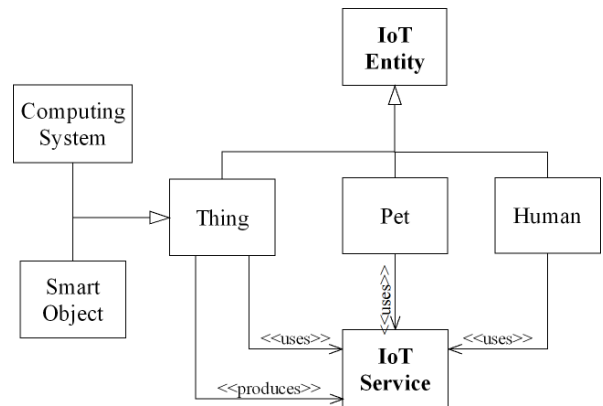 IoT
Entity
Computing
System
Thing
Pet
Human
Smart
Object
<<uses>>
<<uses>>
<<uses>>
<<produces>>
IoT
Service